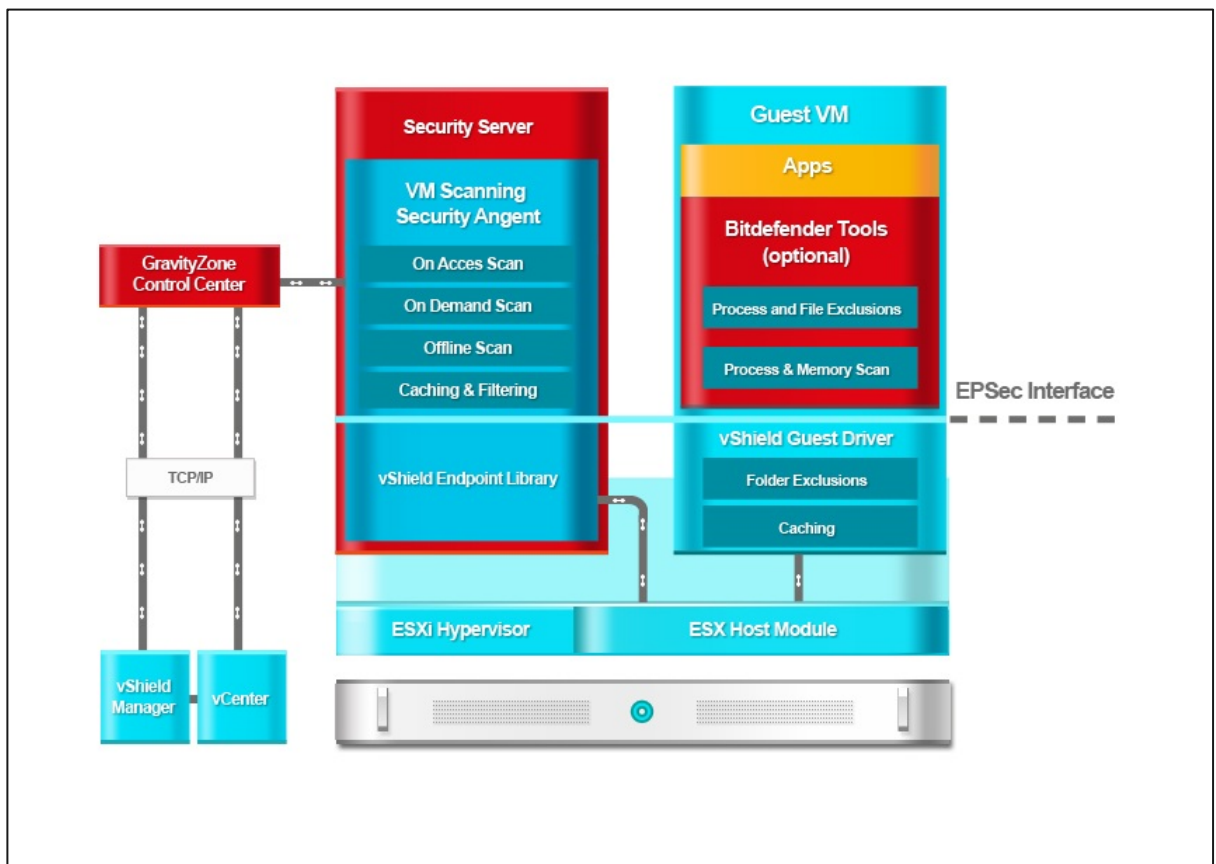 Security Server
VM Scanning
Security Angent
On Acces Scan
On Demand Scan
Offline Scan
Caching & Filtering
vShield Endpoint Library
Guest VM
Apps
Bitdefender Tools
(optional)
Process and File Exclusions
Process & Memory Scan
EPSec Interface
vShield Guest Driver
Folder Exclusions
Caching
GravityZone
Control Center
TCP/IP
vShield
Manager
vCenter
ESXi Hypervisor
ESX Host Module